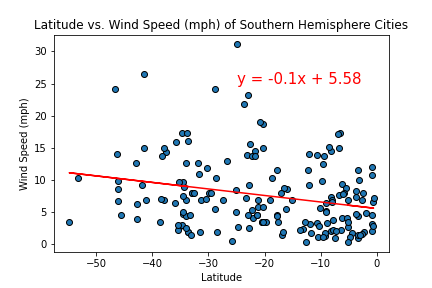 Latitude vs. Wind Speed (mph) of Southern Hemisphere Cities
30
25
20
15
10
5
0
Wind Speed (mph)
y = -0.1x + 5.58
−50 −40 −30 −20 −10 0
Latitude